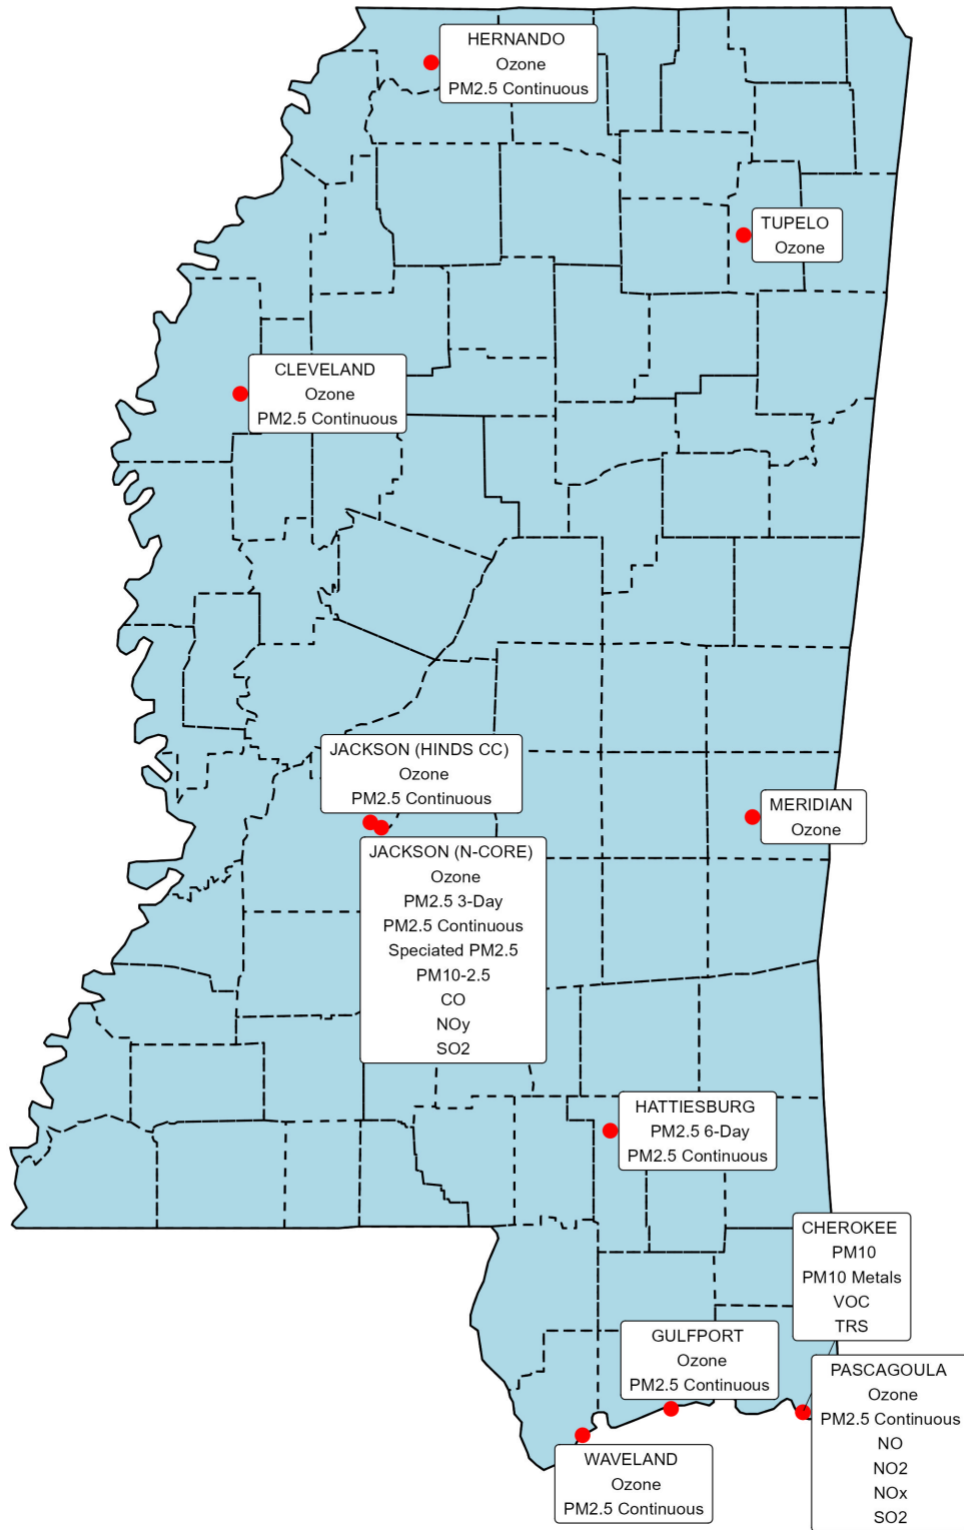 HERNANDO
Ozone
PM2.5 Continuous
TUPELO
Ozone
CLEVELAND
Ozone
PM2.5 Continuous
JACKSON (HINDS CC)
Ozone
PM2.5 Continuous
MERIDIAN
Ozone
JACKSON (N-CORE)
Ozone
PM2.5 3-Day
PM2.5 Continuous
Speciated PM2.5
PM10-2.5
CO
NOy
SO2
HATTIESBURG
PM2.5 6-Day
PM2.5 Continuous
CHEROKEE
PM10
PM10 Metals
VOC
TRS
GULFPORT
Ozone
PM2.5 Continuous
PASCAGOULA
Ozone
PM2.5 Continuous
NO
NO2
NOx
SO2
WAVELAND
Ozone
PM2.5 Continuous